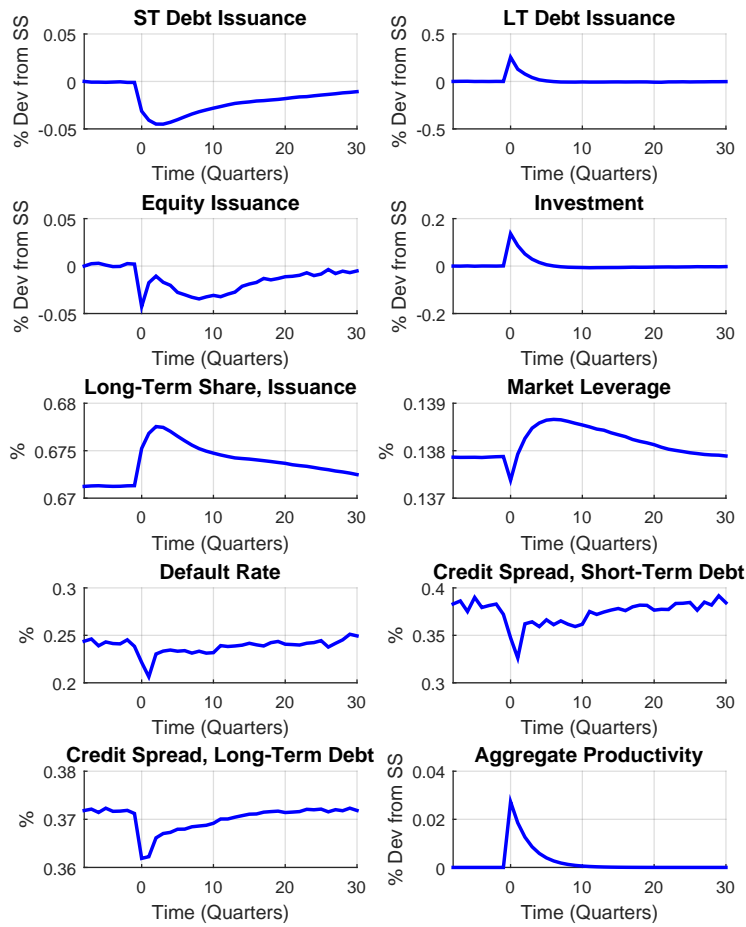 ST Debt Issuance
% Dev from SS
0.05
0
-0.05
0 10 20 30
Time (Quarters)
LT Debt Issuance
% Dev from SS
0.5
0
-0.5
0 10 20 30
Time (Quarters)
Equity Issuance
% Dev from SS
0.05
0
-0.05
0 10 20 30
Time (Quarters)
Investment
% Dev from SS
0.2
0
-0.2
0 10 20 30
Time (Quarters)
Long-Term Share, Issuance
%
0.68
0.675
0.67
0 10 20 30
Time (Quarters)
Market Leverage
%
0.139
0.138
0.137
0 10 20 30
Time (Quarters)
Default Rate
%
0.3
0.25
0.2
0 10 20 30
Time (Quarters)
Credit Spread, Short-Term Debt
%
0.4
0.35
0.3
0 10 20 30
Time (Quarters)
Credit Spread, Long-Term Debt
%
0.38
0.37
0.36
0 10 20 30
Time (Quarters)
Aggregate Productivity
% Dev from SS
0.04
0.02
0
0 10 20 30
Time (Quarters)